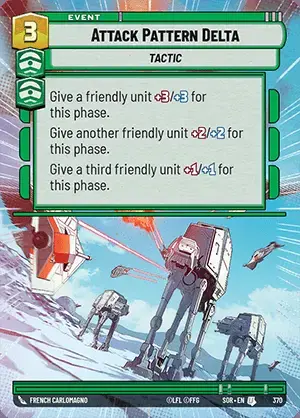 3
EVENT
ATTACK PATTERN DELTA
TACTIC
Give a friendly unit +3/+3 for
this phase.
Give another friendly unit +2/+2 for
this phase.
Give a third friendly unit +1/+1 for
this phase.
FRENCH CARLOMAGNO
©LFL ©FFG
SOR • EN
370